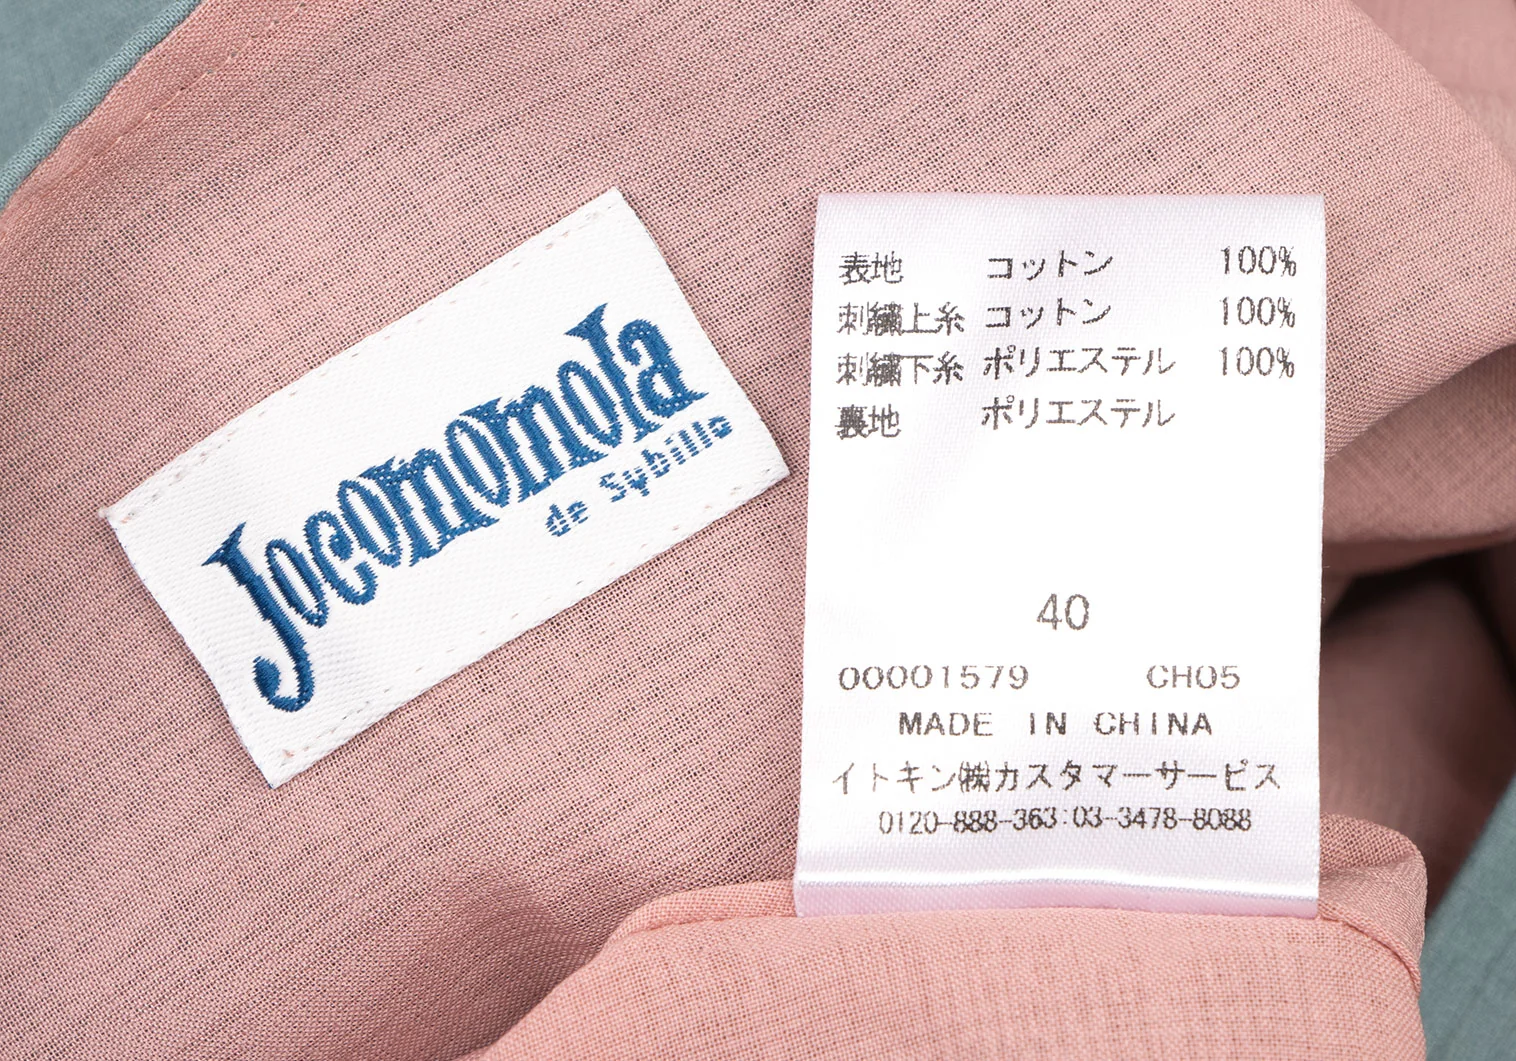 Jocomomola
de Sybilla
表地 コットン 100%
刺繍上糸 コットン 100%
刺繍下糸 ポリエステル 100%
裏地 ポリエステル
40
00001579 CH05
MADE IN CHINA
イトキン㈱カスタマーサービス
0120-888-363:03-3478-8088